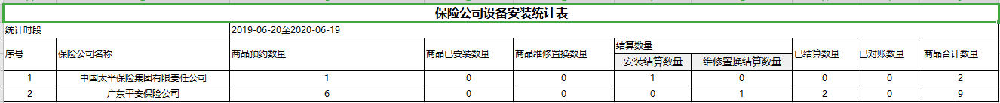 保险公司设备安装统计表
统计时段 2019-06-20至2020-06-19
序号 保险公司名称 商品预约数量 商品已安装数量 商品维修置换数量 结算数量 已结算数量 已对账数量 商品合计数量
安装结算数量 维修置换结算数量
1 中国太平保险集团有限责任公司 1 0 0 1 0 0 0 2
2 广东平安保险公司 6 0 0 0 1 2 0 9